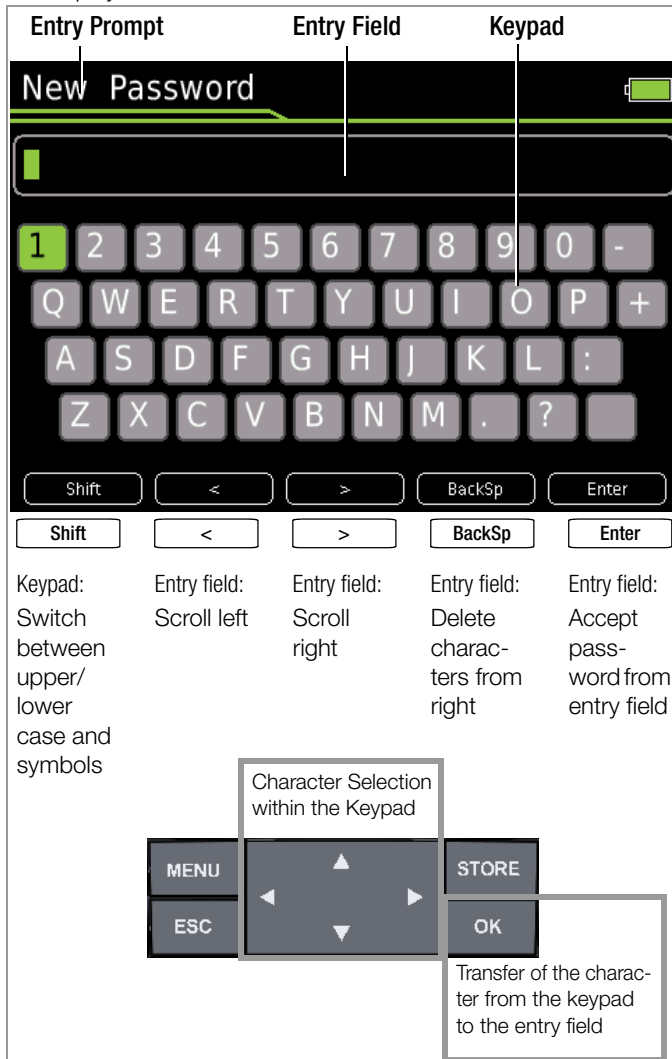 Entry Prompt Entry Field Keypad
New Password
1 2 3 4 5 6 7 8 9 0 -
Q W E R T Y U I O P +
A S D F G H J K L :
Z X C V B N M . ?
Shift < > BackSp Enter
Shift < > BackSp Enter
Keypad:
Switch
between
upper/
lower
case and
symbols
Entry field:
Scroll left
Entry field:
Scroll
right
Entry field:
Delete
charac-
ters from
right
Entry field:
Accept
pass-
word from
entry field
Character Selection
within the Keypad
MENU STORE
ESC OK
Transfer of the charac-
ter from the keypad
to the entry field